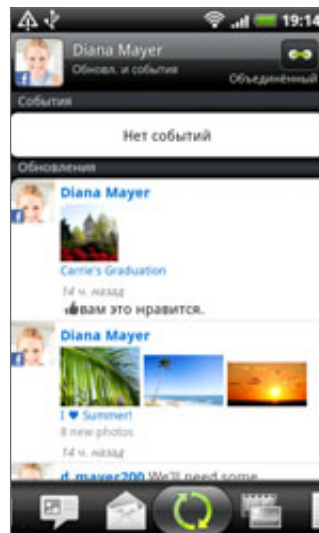 19:14
Diana Mayer
Обновл. и события
Объединённый
События
Нет событий
Обновления
Diana Mayer
Carrie's Graduation
14 ч. назад
вам это нравится.
Diana Mayer
I ♥ Summer!
8 new photos
14 ч. назад
d_mayer200 We'll need some